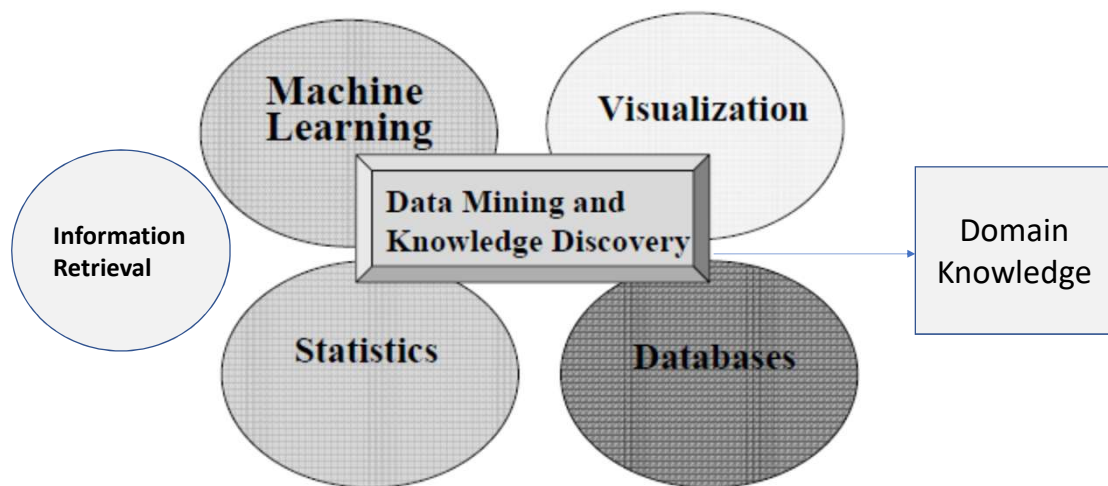 Machine
Learning
Visualization
Information
Retrieval
Data Mining and
Knowledge Discovery
Domain
Knowledge
Statistics
Databases